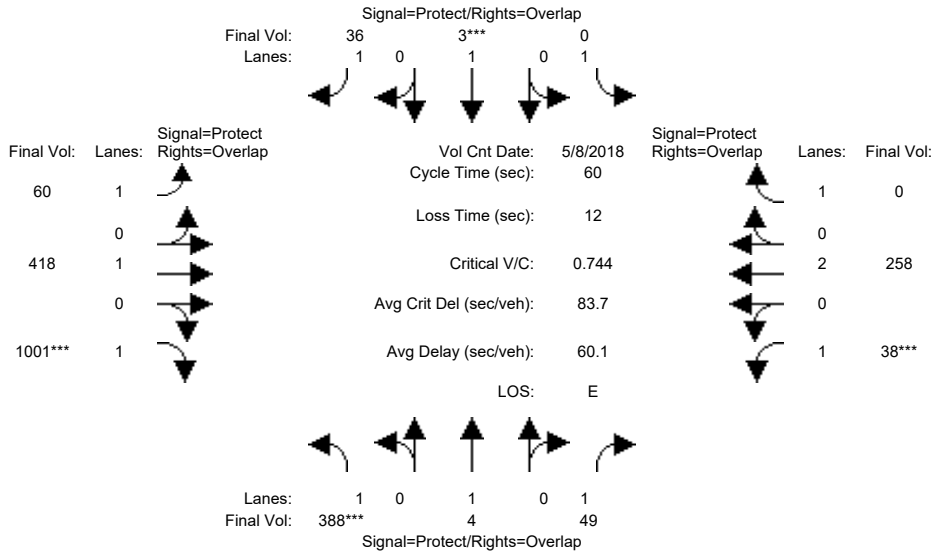 Signal=Protect/Rights=Overlap
Final Vol: 36 3*** 0
Lanes: 1 0 1 0 1
Signal=Protect
Final Vol: Lanes: Rights=Overlap
Vol Cnt Date: 5/8/2018
Signal=Protect
Rights=Overlap Lanes: Final Vol:
Cycle Time (sec): 60
60 1
1 0
Loss Time (sec): 12
0
0
418 1
Critical V/C: 0.744
2 258
0
Avg Crit Del (sec/veh): 83.7
0
1001*** 1
Avg Delay (sec/veh): 60.1
1 38***
LOS: E
Lanes: 1 0 1 0 1
Final Vol: 388*** 4 49
Signal=Protect/Rights=Overlap